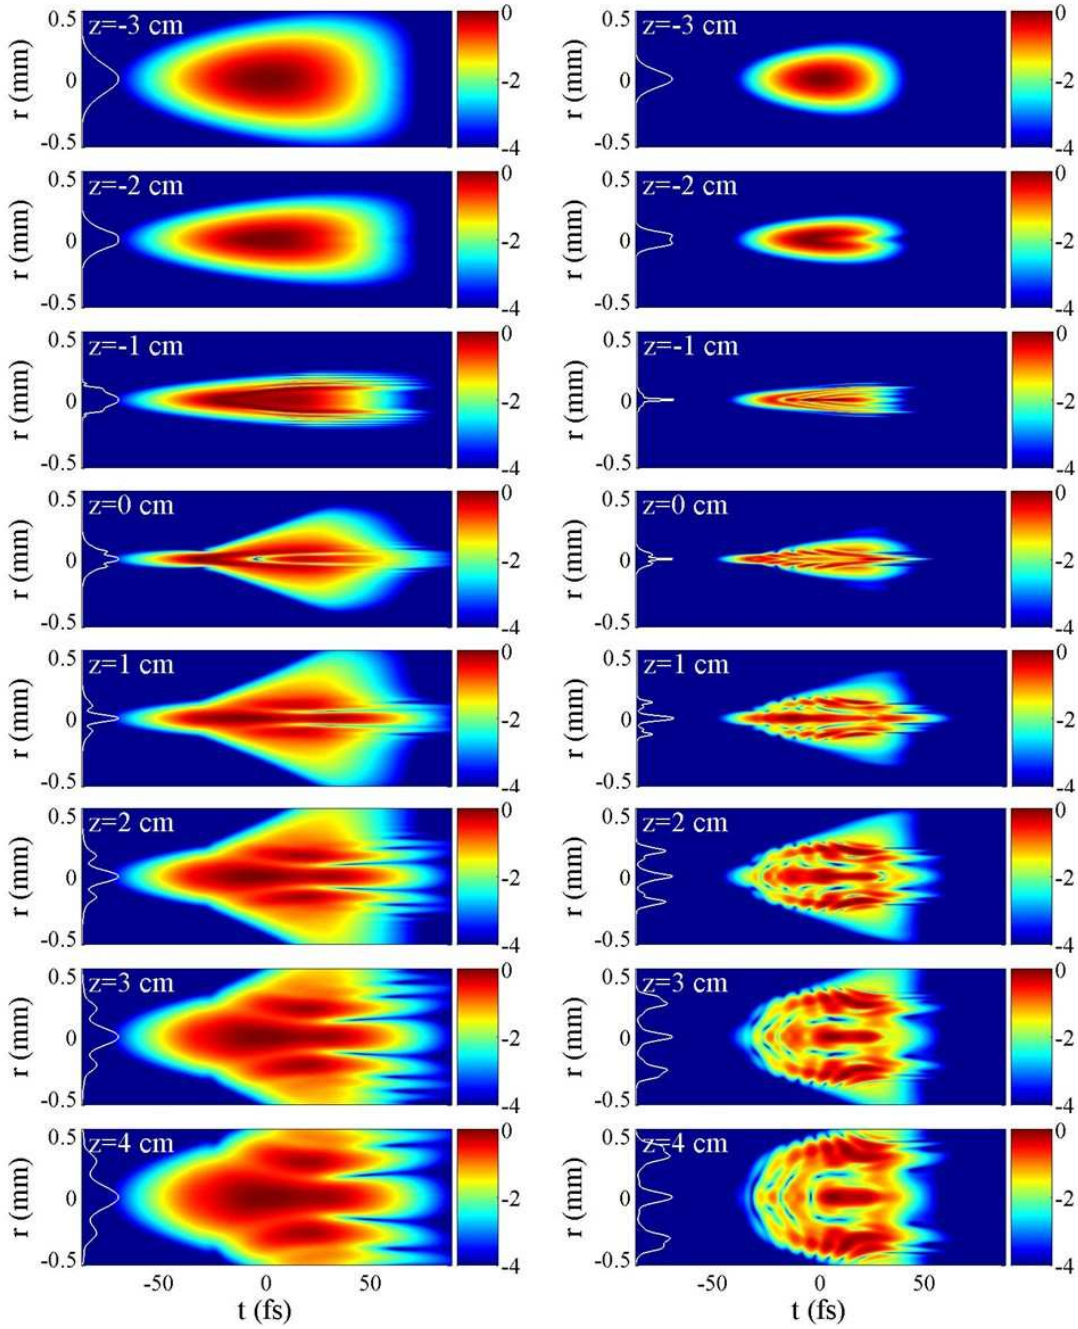 0.5 z=-3 cm 0 0.5 z=-3 cm 0
r (mm) 0 -2 r (mm) 0 -2
-0.5 -4 -0.5 -4
0.5 z=-2 cm 0 0.5 z=-2 cm 0
r (mm) 0 -2 r (mm) 0 -2
-0.5 -4 -0.5 -4
0.5 z=-1 cm 0 0.5 z=-1 cm 0
r (mm) 0 -2 r (mm) 0 -2
-0.5 -4 -0.5 -4
0.5 z=0 cm 0 0.5 z=0 cm 0
r (mm) 0 -2 r (mm) 0 -2
-0.5 -4 -0.5 -4
0.5 z=1 cm 0 0.5 z=1 cm 0
r (mm) 0 -2 r (mm) 0 -2
-0.5 -4 -0.5 -4
0.5 z=2 cm 0 0.5 z=2 cm 0
r (mm) 0 -2 r (mm) 0 -2
-0.5 -4 -0.5 -4
0.5 z=3 cm 0 0.5 z=3 cm 0
r (mm) 0 -2 r (mm) 0 -2
-0.5 -4 -0.5 -4
0.5 z=4 cm 0 0.5 z=4 cm 0
r (mm) 0 -2 r (mm) 0 -2
-0.5 -4 -0.5 -4
-50 0 50 -50 0 50
t (fs) t (fs)